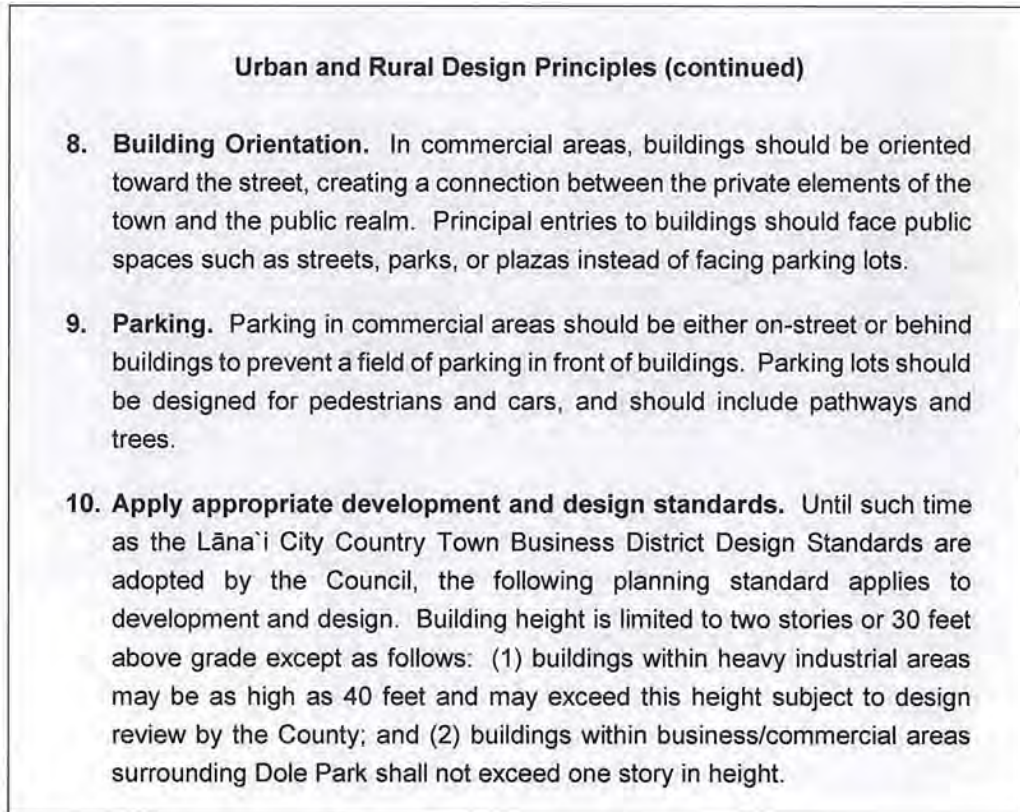 Urban and Rural Design Principles (continued)
8. Building Orientation. In commercial areas, buildings should be oriented
toward the street, creating a connection between the private elements of the
town and the public realm. Principal entries to buildings should face public
spaces such as streets, parks, or plazas instead of facing parking lots.
9. Parking. Parking in commercial areas should be either on-street or behind
buildings to prevent a field of parking in front of buildings. Parking lots should
be designed for pedestrians and cars, and should include pathways and
trees.
10. Apply appropriate development and design standards. Until such time
as the Lāna`i City Country Town Business District Design Standards are
adopted by the Council, the following planning standard applies to
development and design. Building height is limited to two stories or 30 feet
above grade except as follows: (1) buildings within heavy industrial areas
may be as high as 40 feet and may exceed this height subject to design
review by the County; and (2) buildings within business/commercial areas
surrounding Dole Park shall not exceed one story in height.